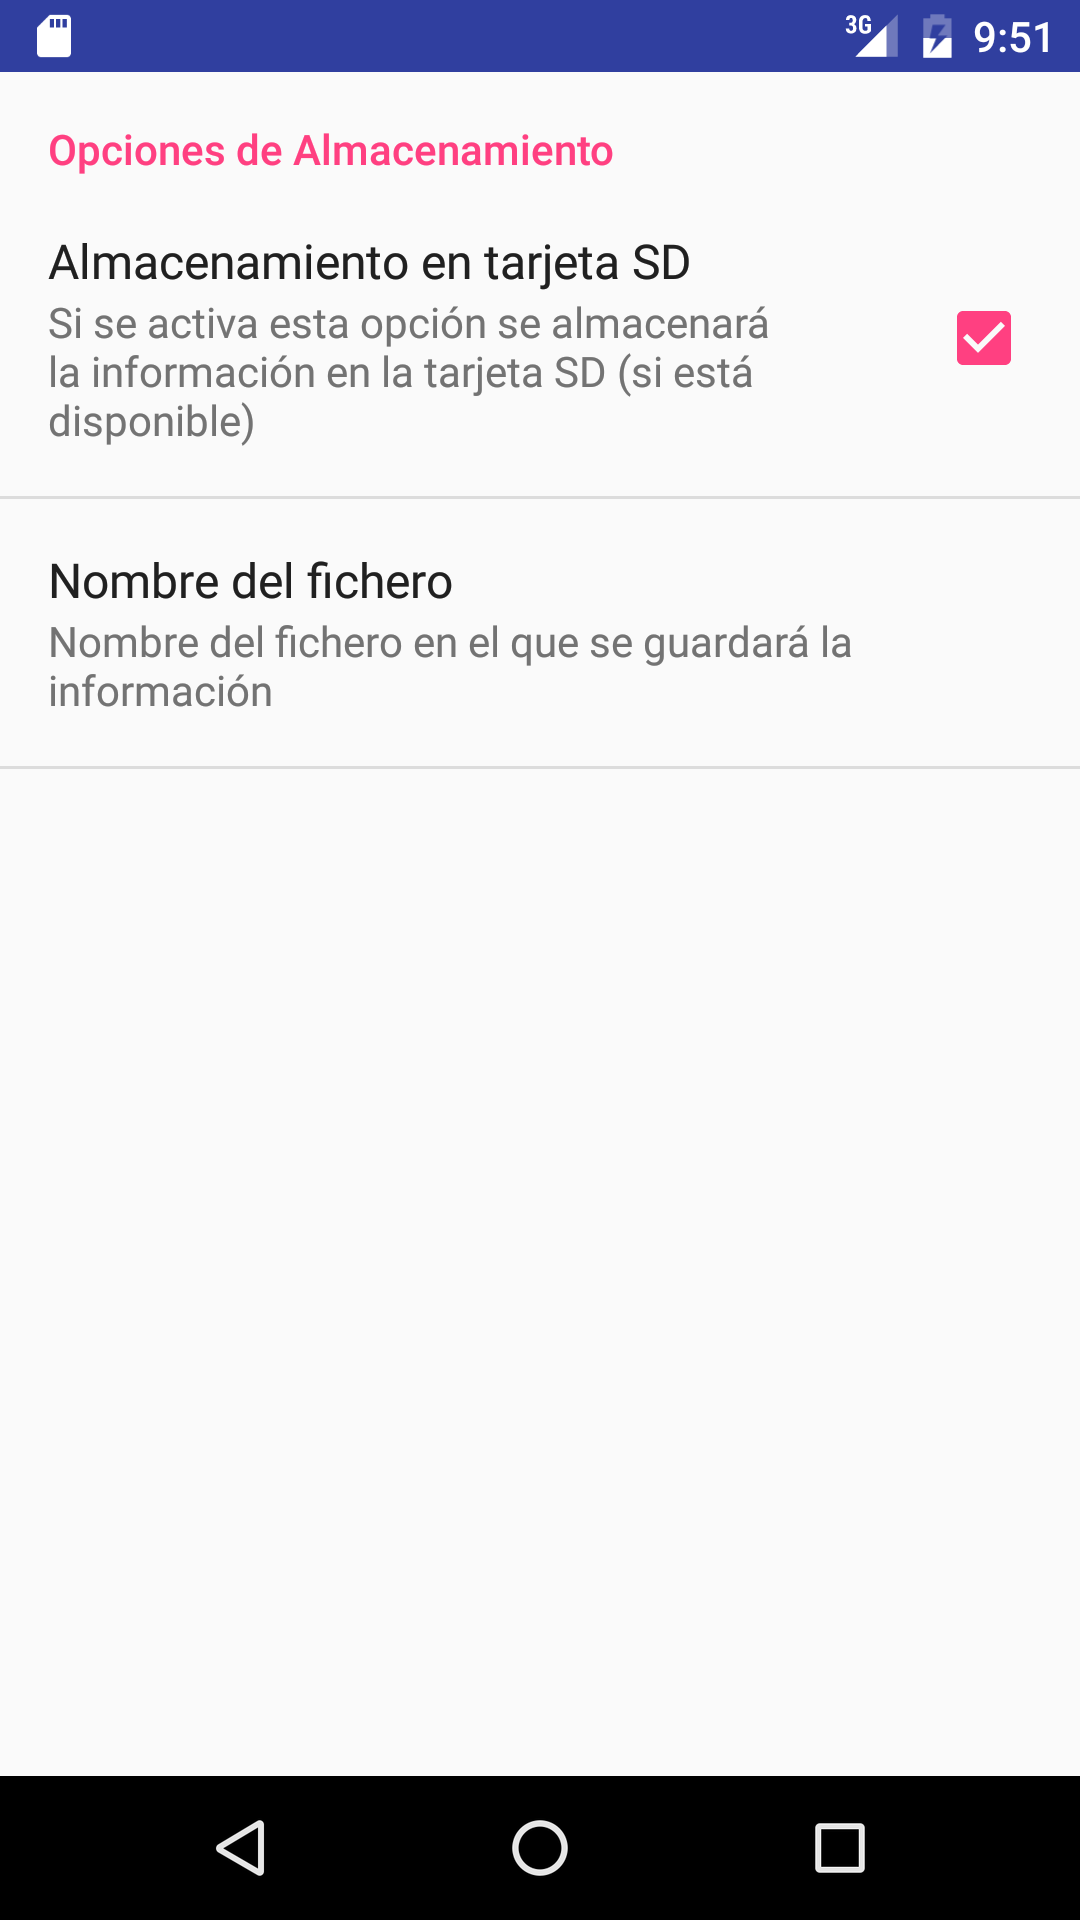 3G 9:51
Opciones de Almacenamiento
Almacenamiento en tarjeta SD
Si se activa esta opción se almacenará
la información en la tarjeta SD (si está
disponible)
Nombre del fichero
Nombre del fichero en el que se guardará la
información